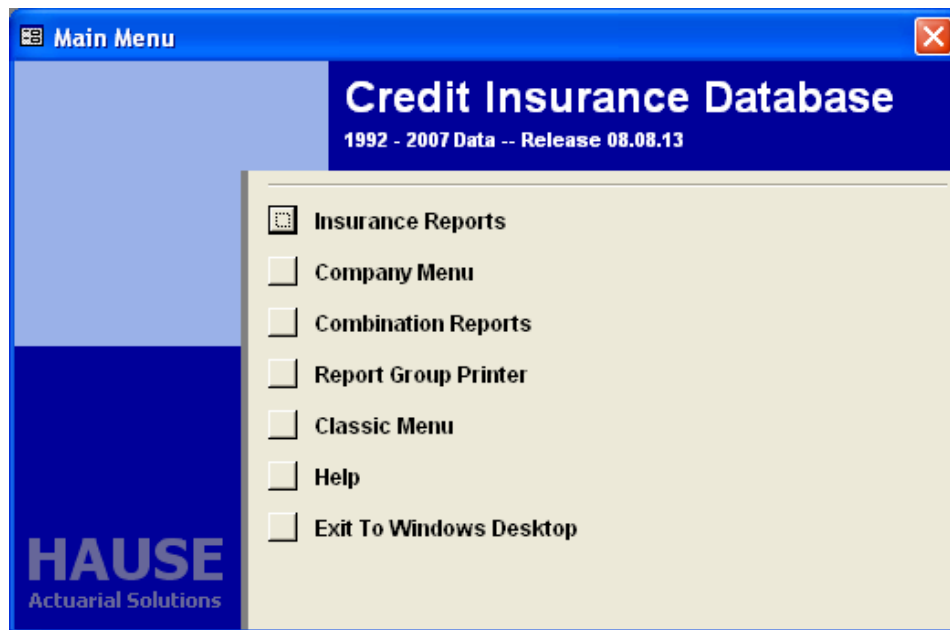 Main Menu
Credit Insurance Database
1992 - 2007 Data -- Release 08.08.13
Insurance Reports
Company Menu
Combination Reports
Report Group Printer
Classic Menu
Help
Exit To Windows Desktop
HAUSE
Actuarial Solutions